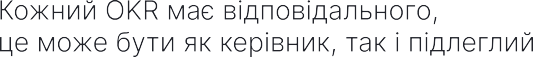 Кожний OKR має відповідального,
це може бути як керівник, так і підлеглий